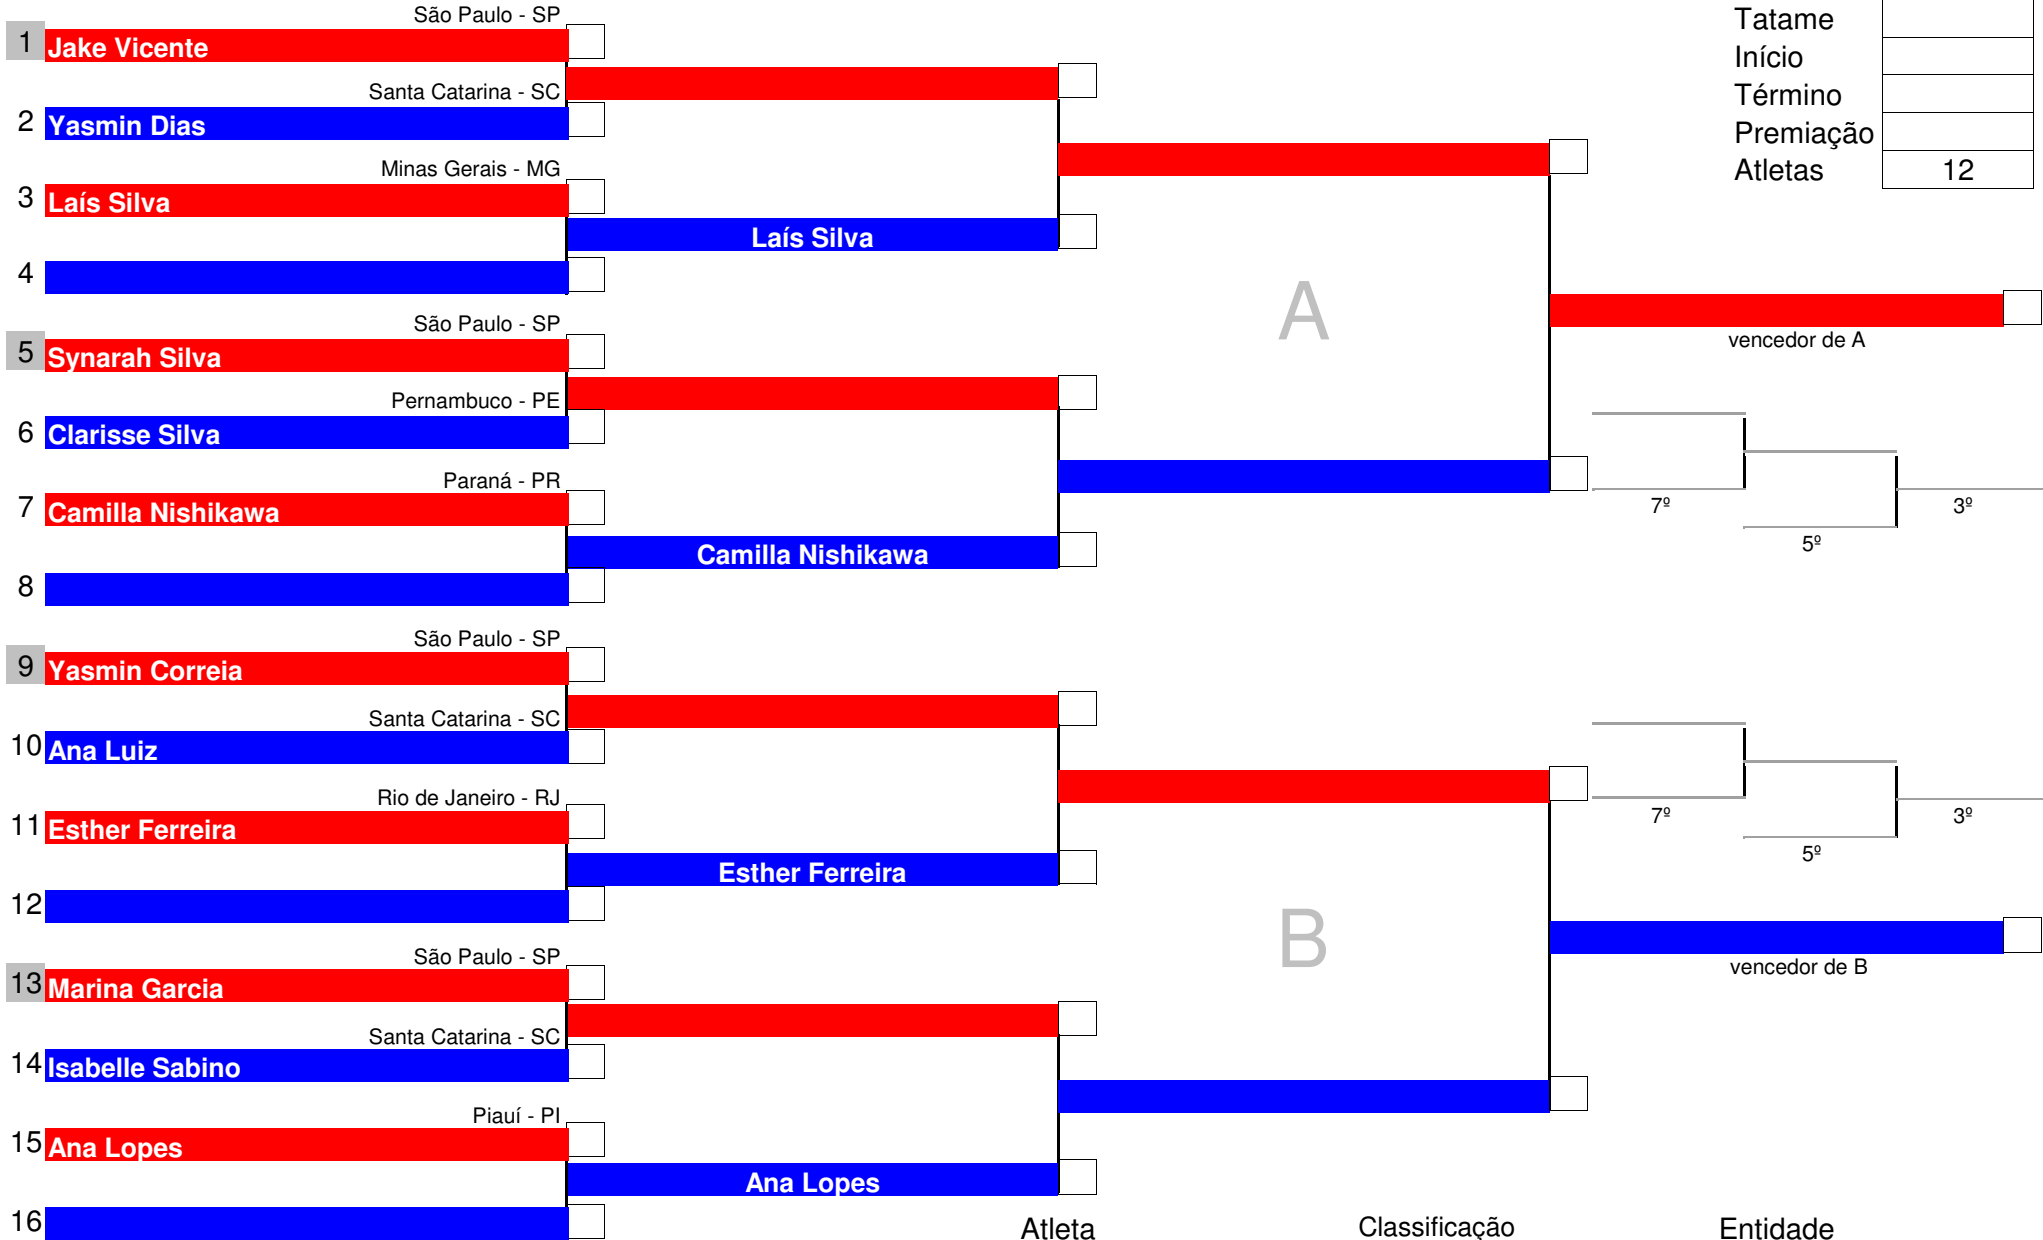 São Paulo - SP
1 Jake Vicente
Santa Catarina - SC
2 Yasmin Dias
Minas Gerais - MG
3 Laís Silva
Laís Silva
4
São Paulo - SP
5 Synarah Silva
Pernambuco - PE
6 Clarisse Silva
Paraná - PR
7 Camilla Nishikawa
Camilla Nishikawa
8
São Paulo - SP
9 Yasmin Correia
Santa Catarina - SC
10 Ana Luiz
Rio de Janeiro - RJ
11 Esther Ferreira
Esther Ferreira
12
São Paulo - SP
13 Marina Garcia
Santa Catarina - SC
14 Isabelle Sabino
Piauí - PI
15 Ana Lopes
Ana Lopes
16
A
B
Tatame
Início
Término
Premiação
Atletas 12
vencedor de A
7º
3º
5º
7º
3º
5º
vencedor de B
Atleta Classificação Entidade